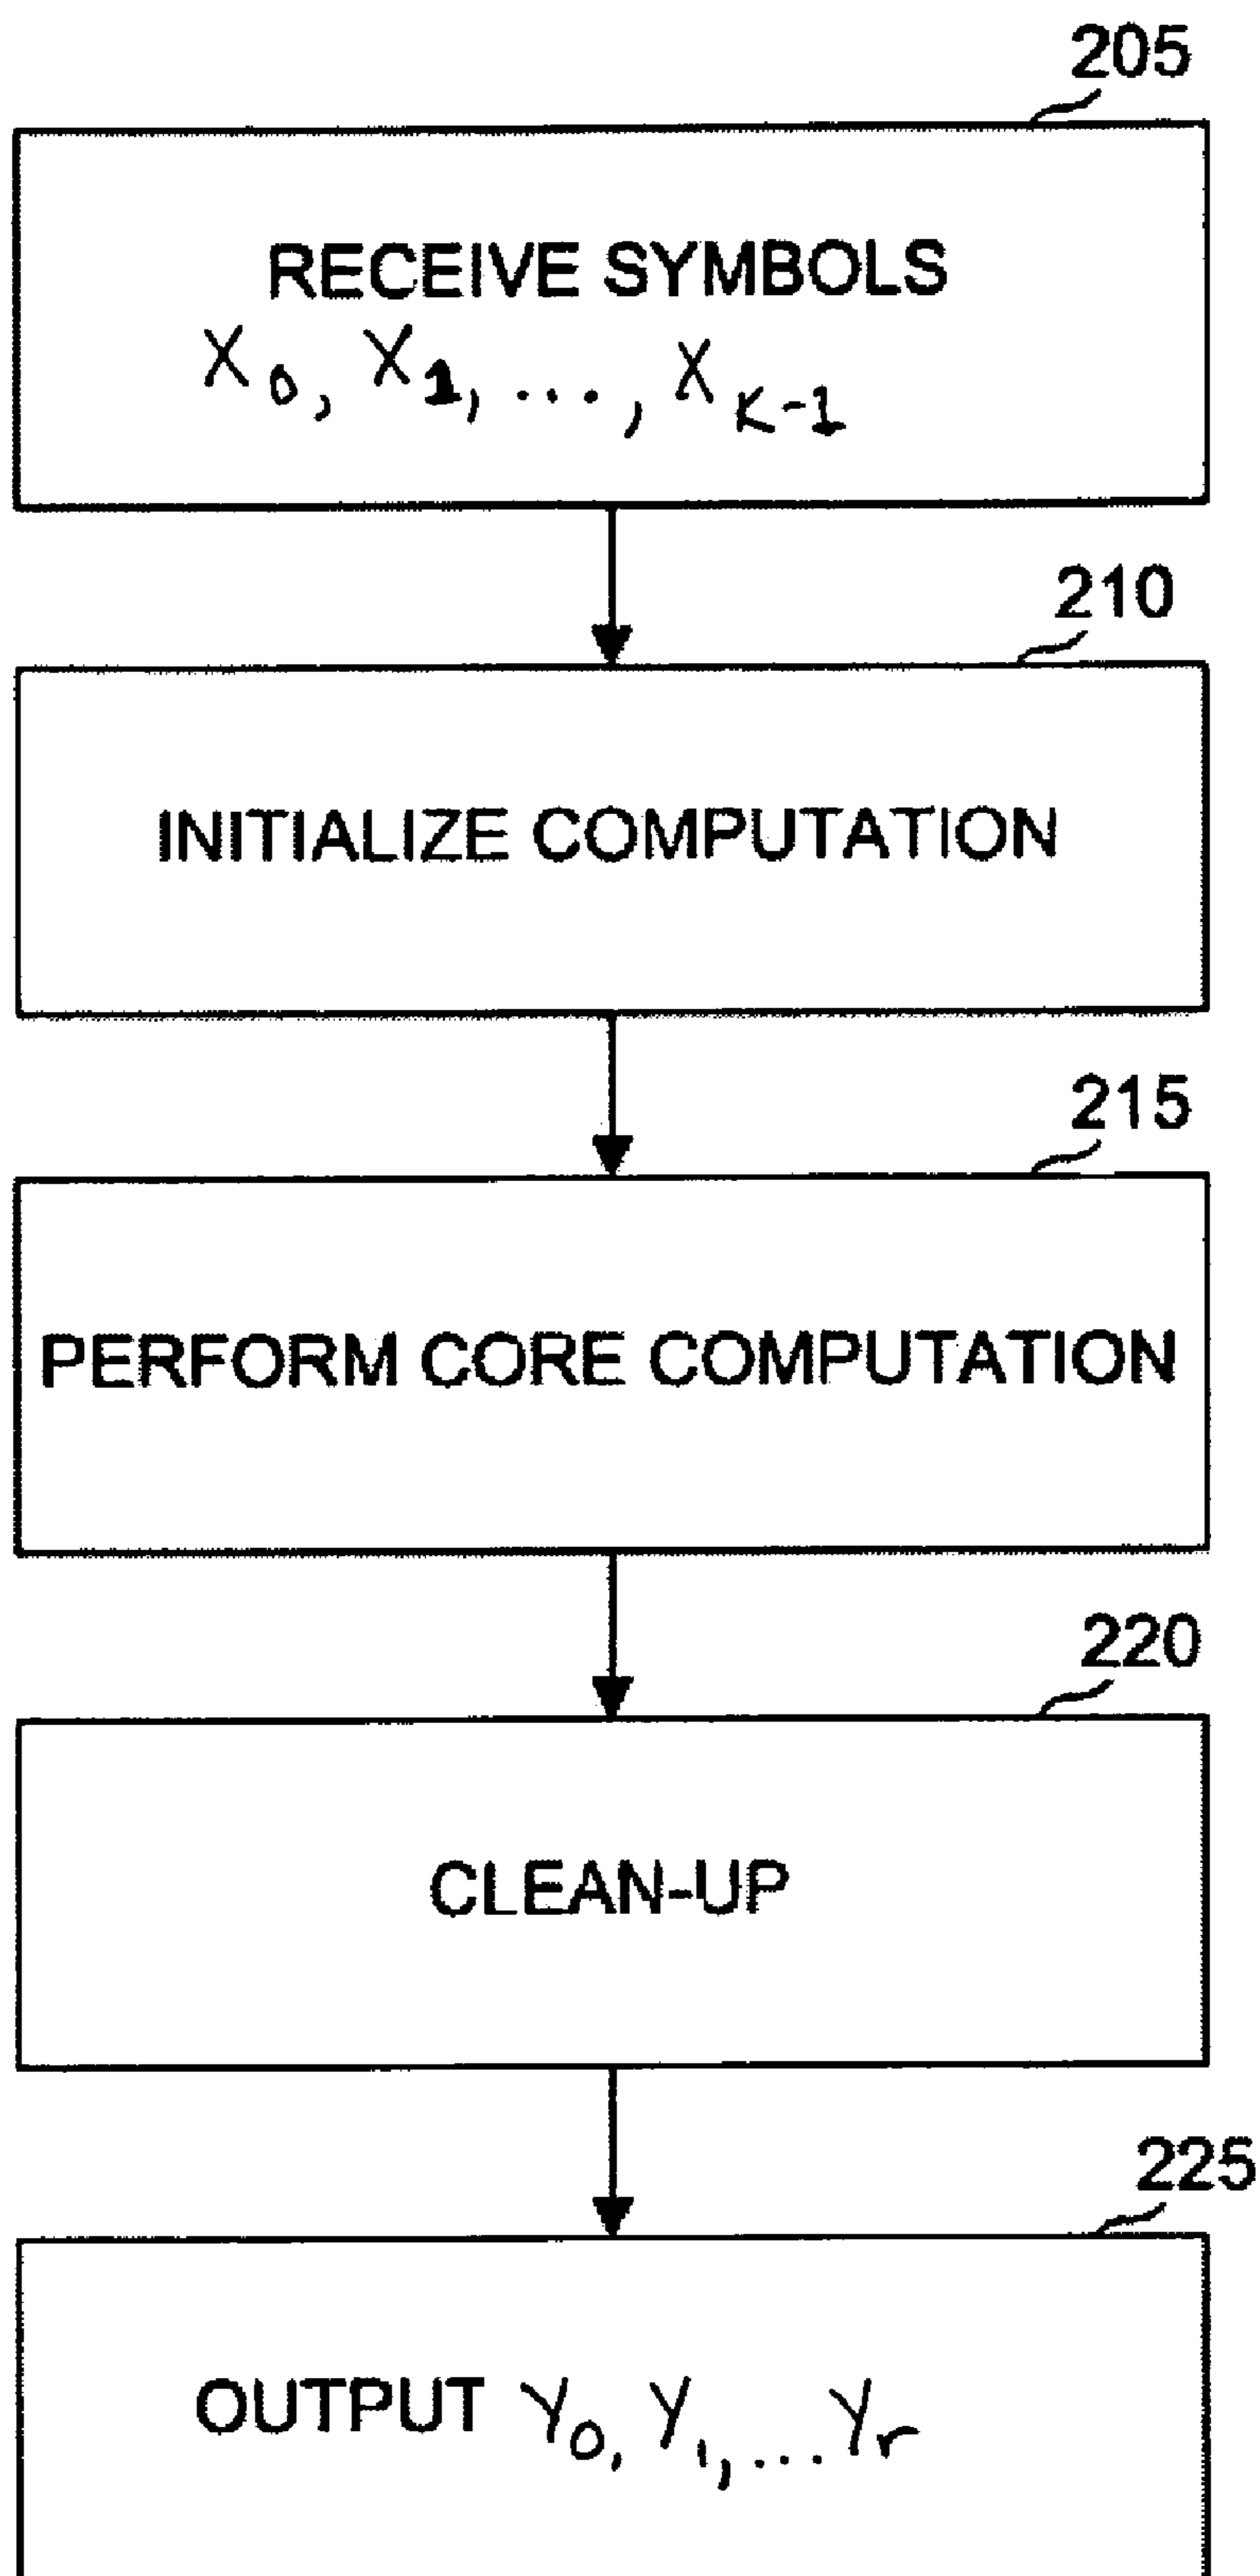 205
RECEIVE SYMBOLS
X0, X1, ..., XK-1
210
INITIALIZE COMPUTATION
215
PERFORM CORE COMPUTATION
220
CLEAN-UP
225
OUTPUT Y0, Y1, ... Yr